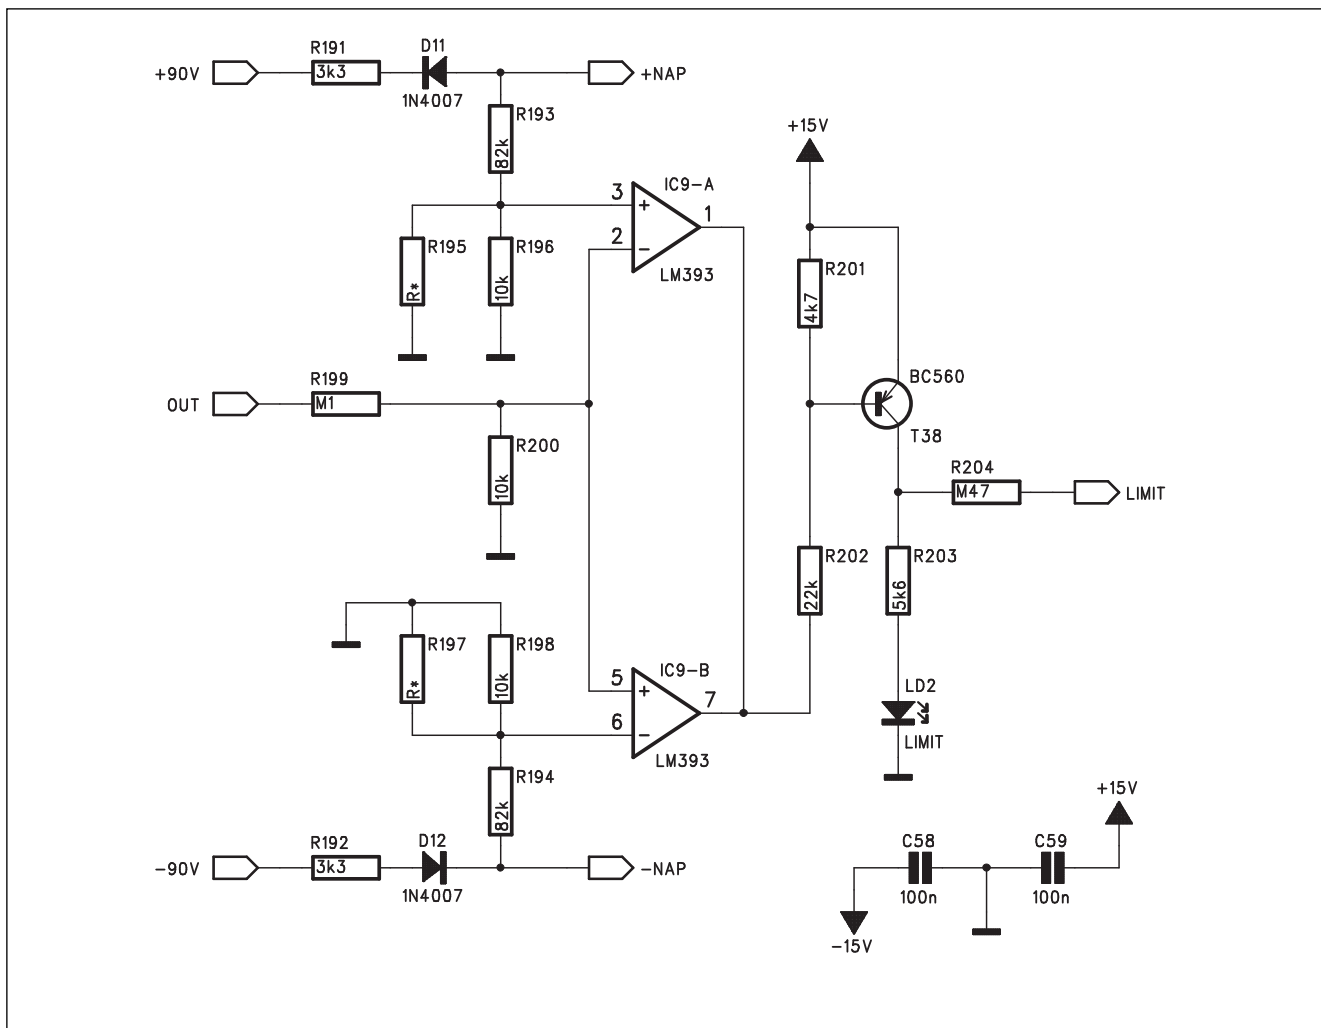 R191
D11
+90V
3k3
+NAP
1N4007
R193
82k
+15V
IC9-A
3
+
1
R195
R*
R196
10k
2
−
LM393
R201
4k7
R199
BC560
OUT
M1
R200
10k
T38
R204
M47
LIMIT
R202
22k
R203
5k6
R197
R*
R198
10k
IC9-B
5
+
7
LD2
6
−
LIMIT
LM393
R194
82k
+15V
R192
D12
C58
C59
-90V
3k3
-NAP
1N4007
100n
100n
-15V